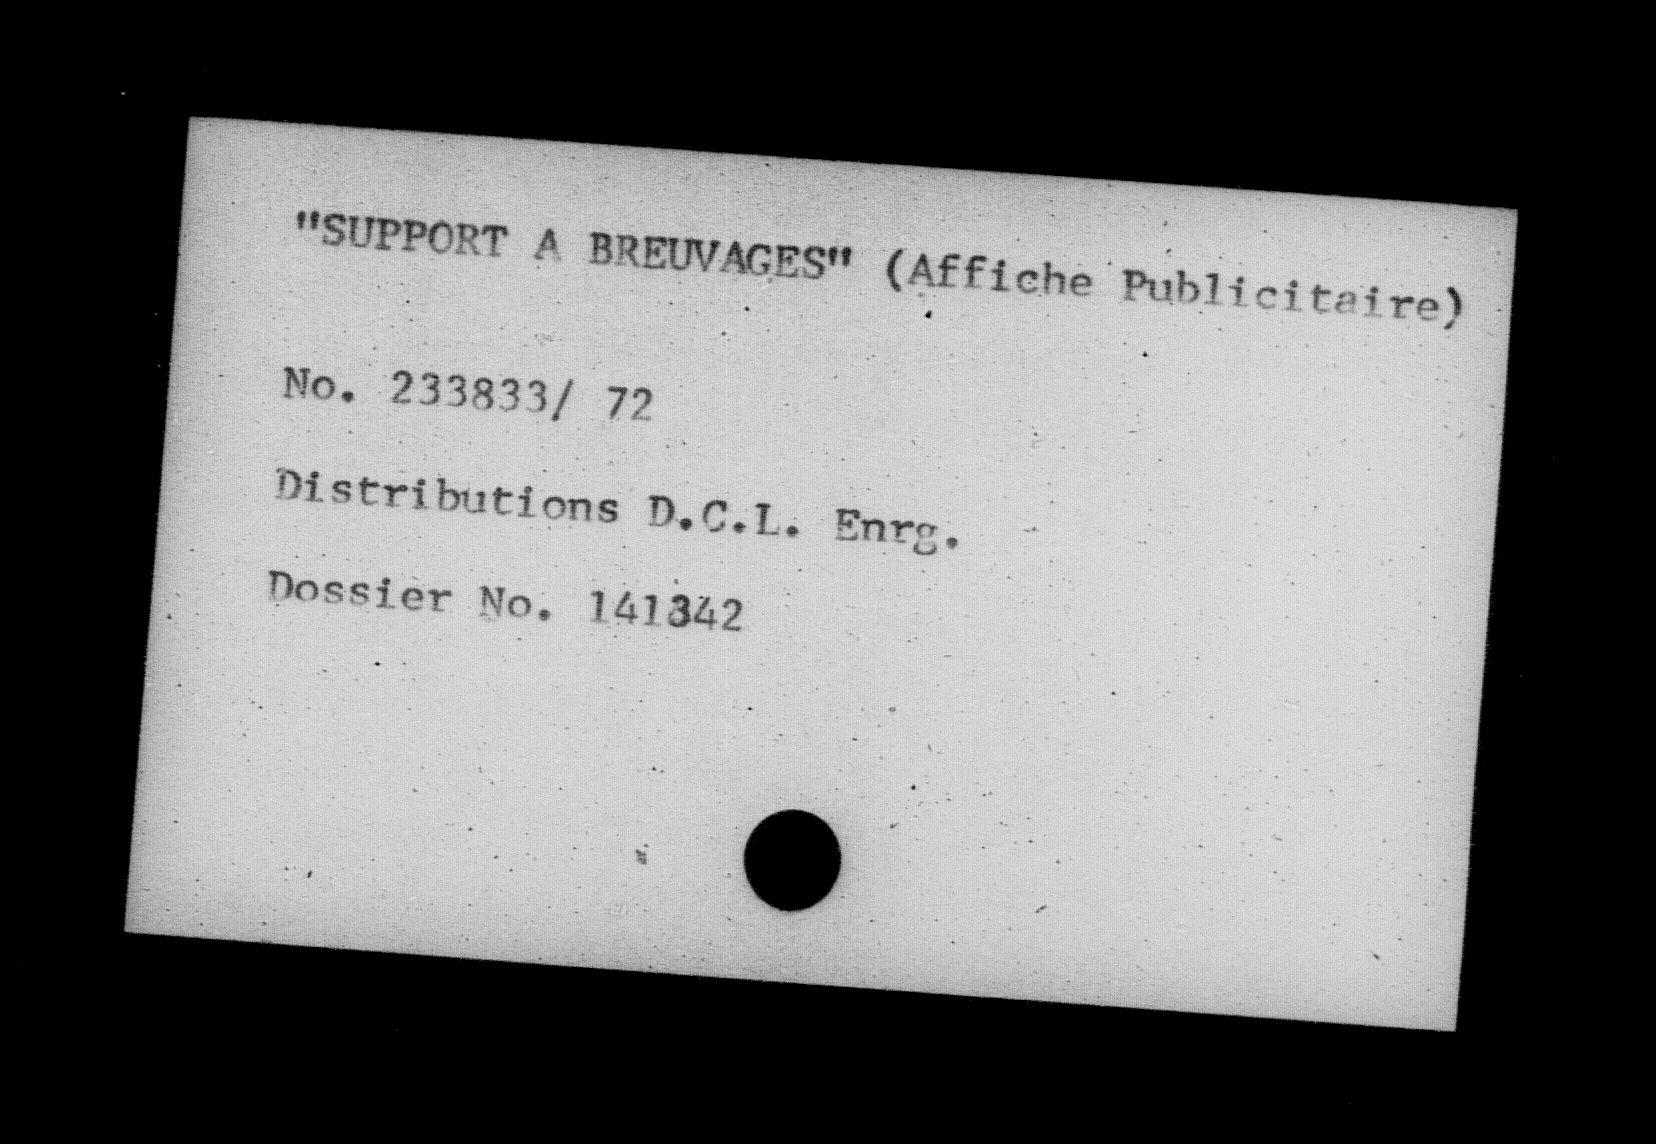 "SUPPORT A BREUVAGES" (Affiche Publicitaire)
No. 233833/ 72
Distributions D.C.L. Enrg.
Dossier No. 141342